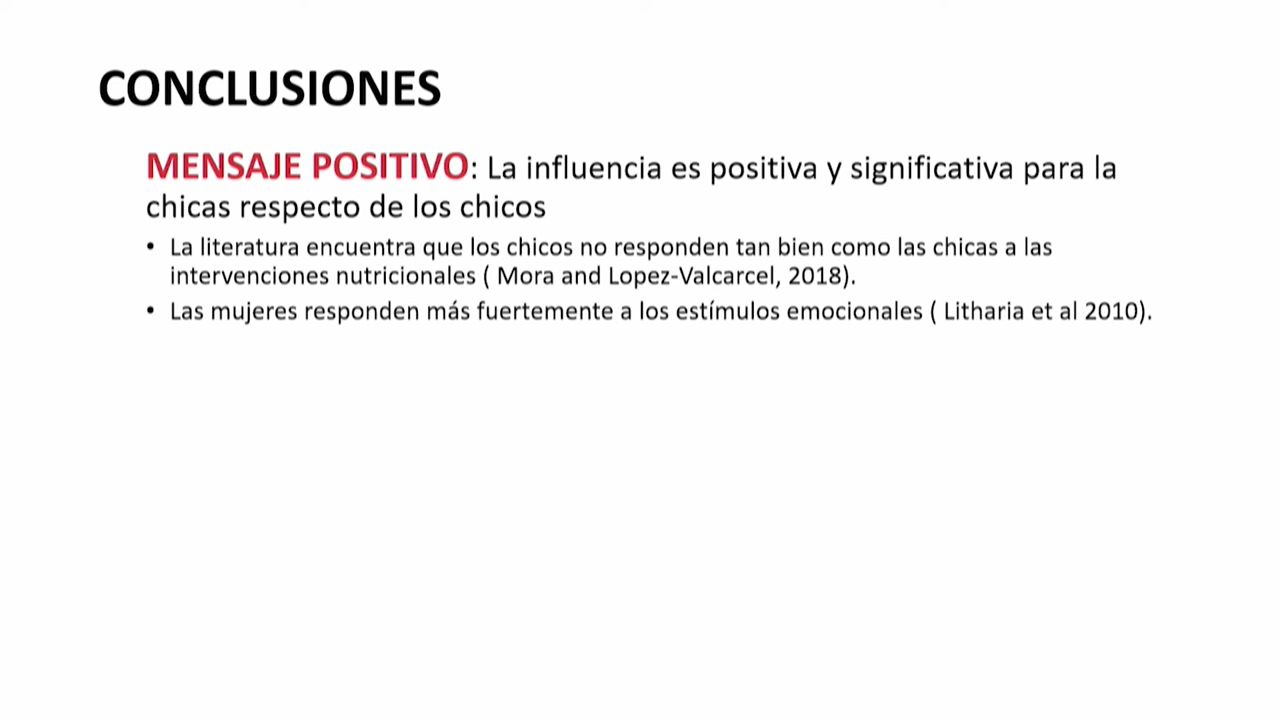 CONCLUSIONES
MENSAJE POSITIVO: La influencia es positiva y significativa para la
chicas respecto de los chicos
• La literatura encuentra que los chicos no responden tan bien como las chicas a las
intervenciones nutricionales ( Mora and Lopez-Valcarcel, 2018).
• Las mujeres responden más fuertemente a los estímulos emocionales ( Litharia et al 2010).